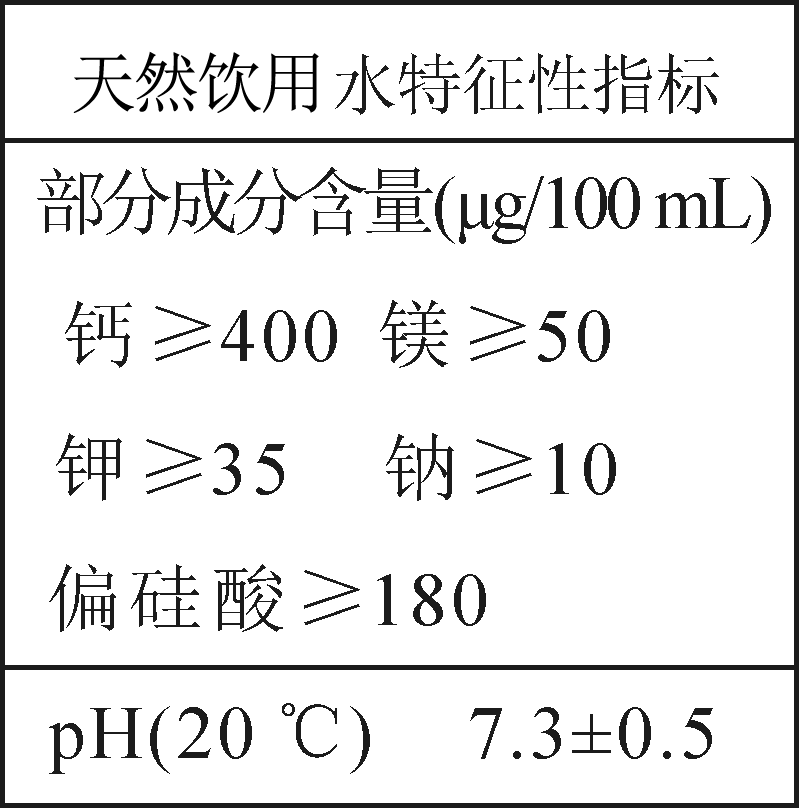 天然饮用水特征性指标
部分成分含量(μg/100 mL)
钙≥400 镁≥50
钾≥35 钠≥10
偏硅酸≥180
pH(20 ℃) 7.3±0.5